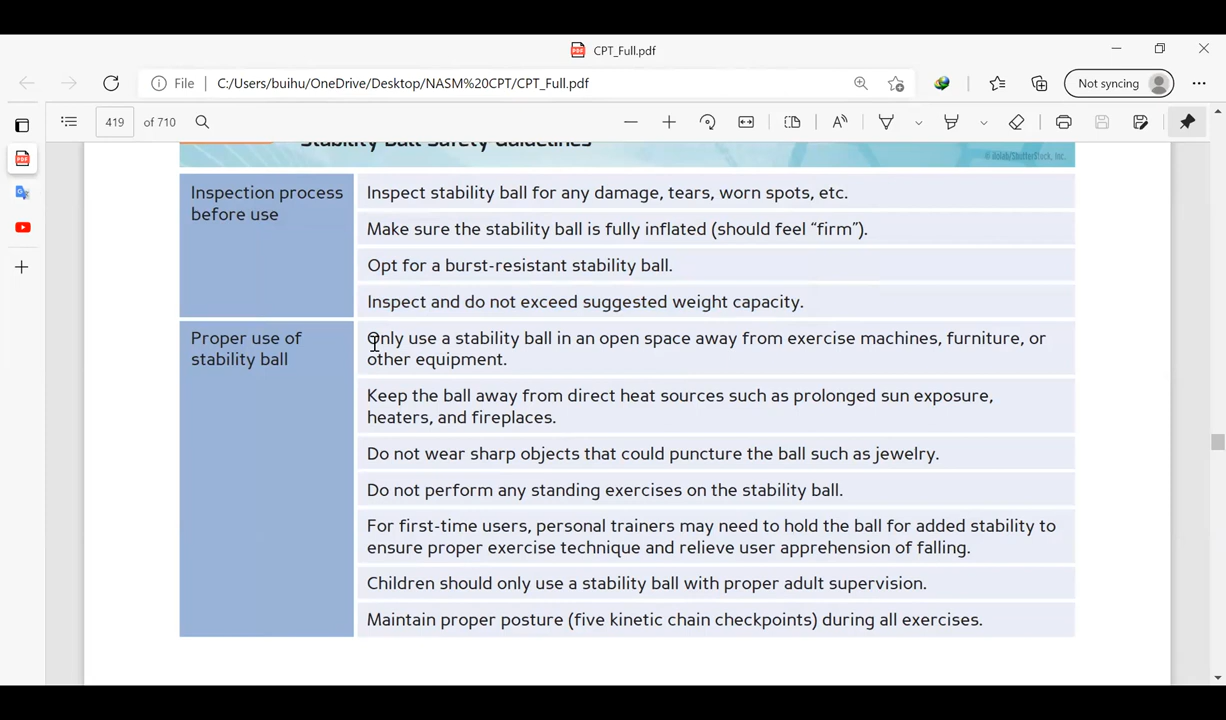 CPT_Full.pdf
File
C:/Users/buihu/OneDrive/Desktop/NASM%20CPT/CPT_Full.pdf
Not syncing
419 of 710
Stability Ball Safety Guidelines
© dolab/ShutterStock, Inc.
Inspection process
before use
Inspect stability ball for any damage, tears, worn spots, etc.
Make sure the stability ball is fully inflated (should feel “firm”).
Opt for a burst-resistant stability ball.
Inspect and do not exceed suggested weight capacity.
Proper use of
stability ball
Only use a stability ball in an open space away from exercise machines, furniture, or
other equipment.
Keep the ball away from direct heat sources such as prolonged sun exposure,
heaters, and fireplaces.
Do not wear sharp objects that could puncture the ball such as jewelry.
Do not perform any standing exercises on the stability ball.
For first-time users, personal trainers may need to hold the ball for added stability to
ensure proper exercise technique and relieve user apprehension of falling.
Children should only use a stability ball with proper adult supervision.
Maintain proper posture (five kinetic chain checkpoints) during all exercises.